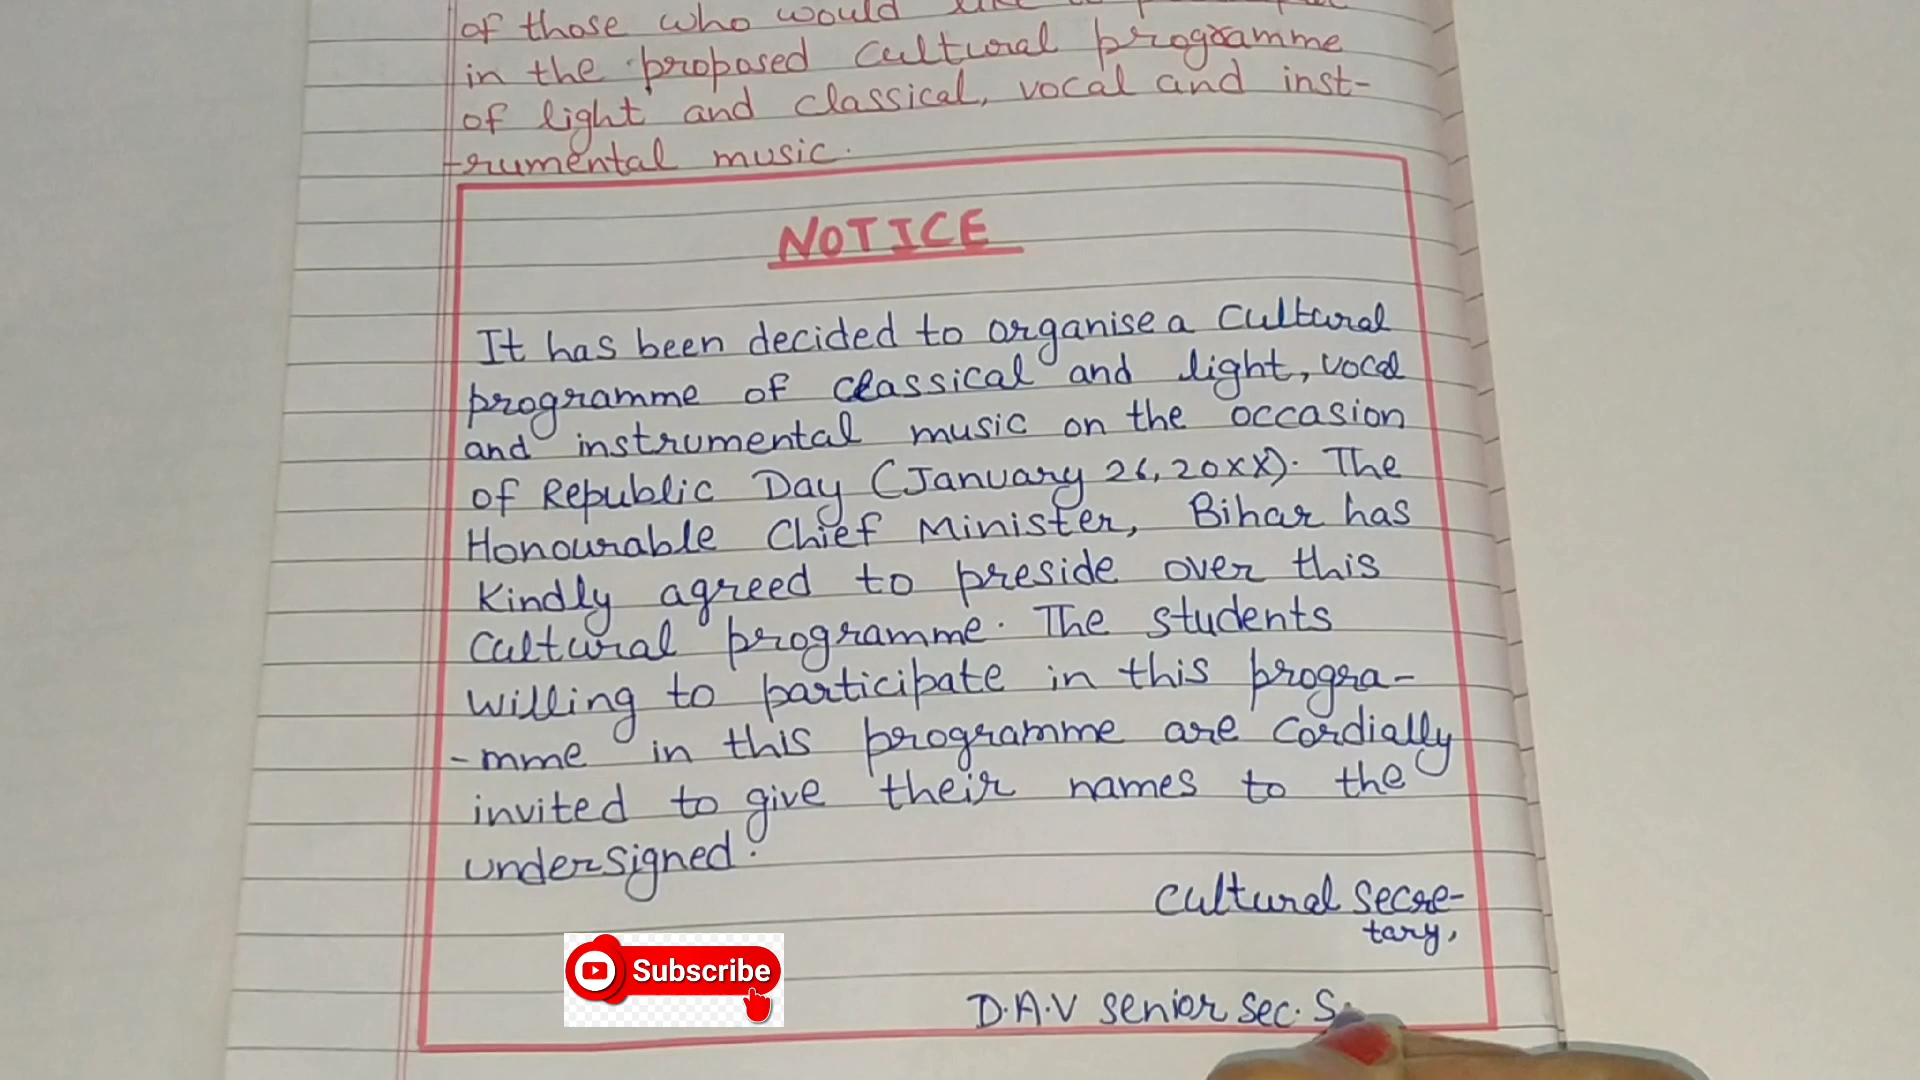 of those who would
in the proposed cultural programme
of light and classical, vocal and inst-
-rumental music.
NOTICE
It has been decided to organise a cultural
programme of classical and light, vocal
and instrumental music on the occasion
of Republic Day (January 26, 20XX). The
Honourable Chief Minister, Bihar has
kindly agreed to preside over this
cultural programme. The students
willing to participate in this progra-
-mme in this programme are cordially
invited to give their names to the
undersigned.
Cultural Secre-
tary,
Subscribe
D.A.V Senior Sec. S